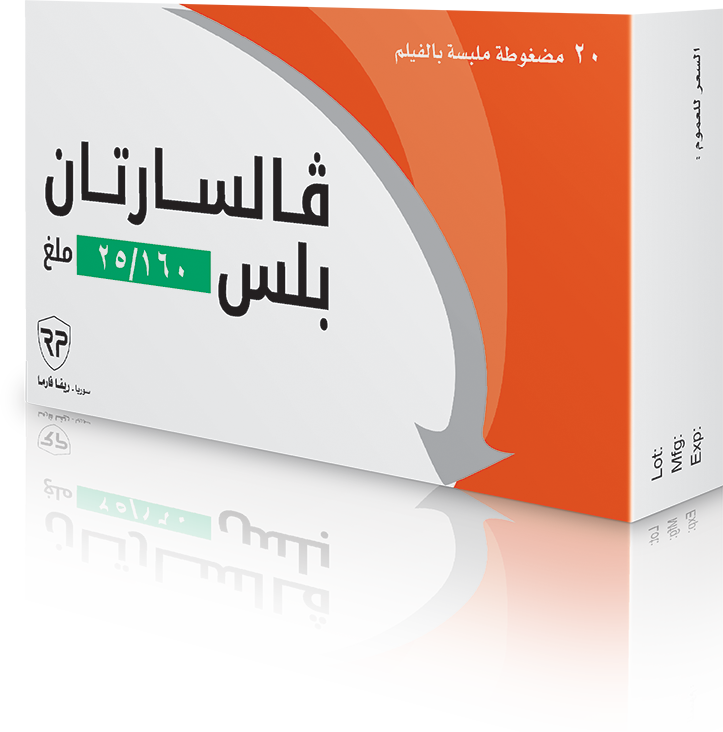 ٢٠ مضغوطة ملبسة بالفيلم
ڤالسارتان
بلس ٢٥/١٦٠ ملغ
RP
سوريا - ريفا فارما
السعر للعموم :
Lot:
Mfg:
Exp: